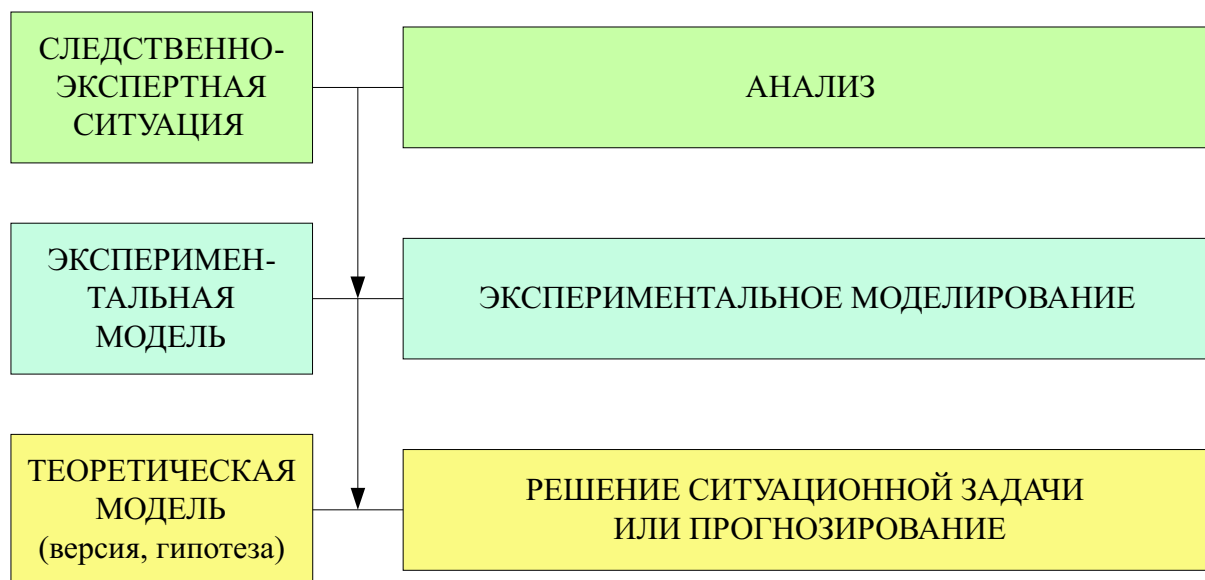 СЛЕДСТВЕННО-
ЭКСПЕРТНАЯ
СИТУАЦИЯ
АНАЛИЗ
ЭКСПЕРИМЕН-
ТАЛЬНАЯ
МОДЕЛЬ
ЭКСПЕРИМЕНТАЛЬНОЕ МОДЕЛИРОВАНИЕ
ТЕОРЕТИЧЕСКАЯ
МОДЕЛЬ
(версия, гипотеза)
РЕШЕНИЕ СИТУАЦИОННОЙ ЗАДАЧИ
ИЛИ ПРОГНОЗИРОВАНИЕ